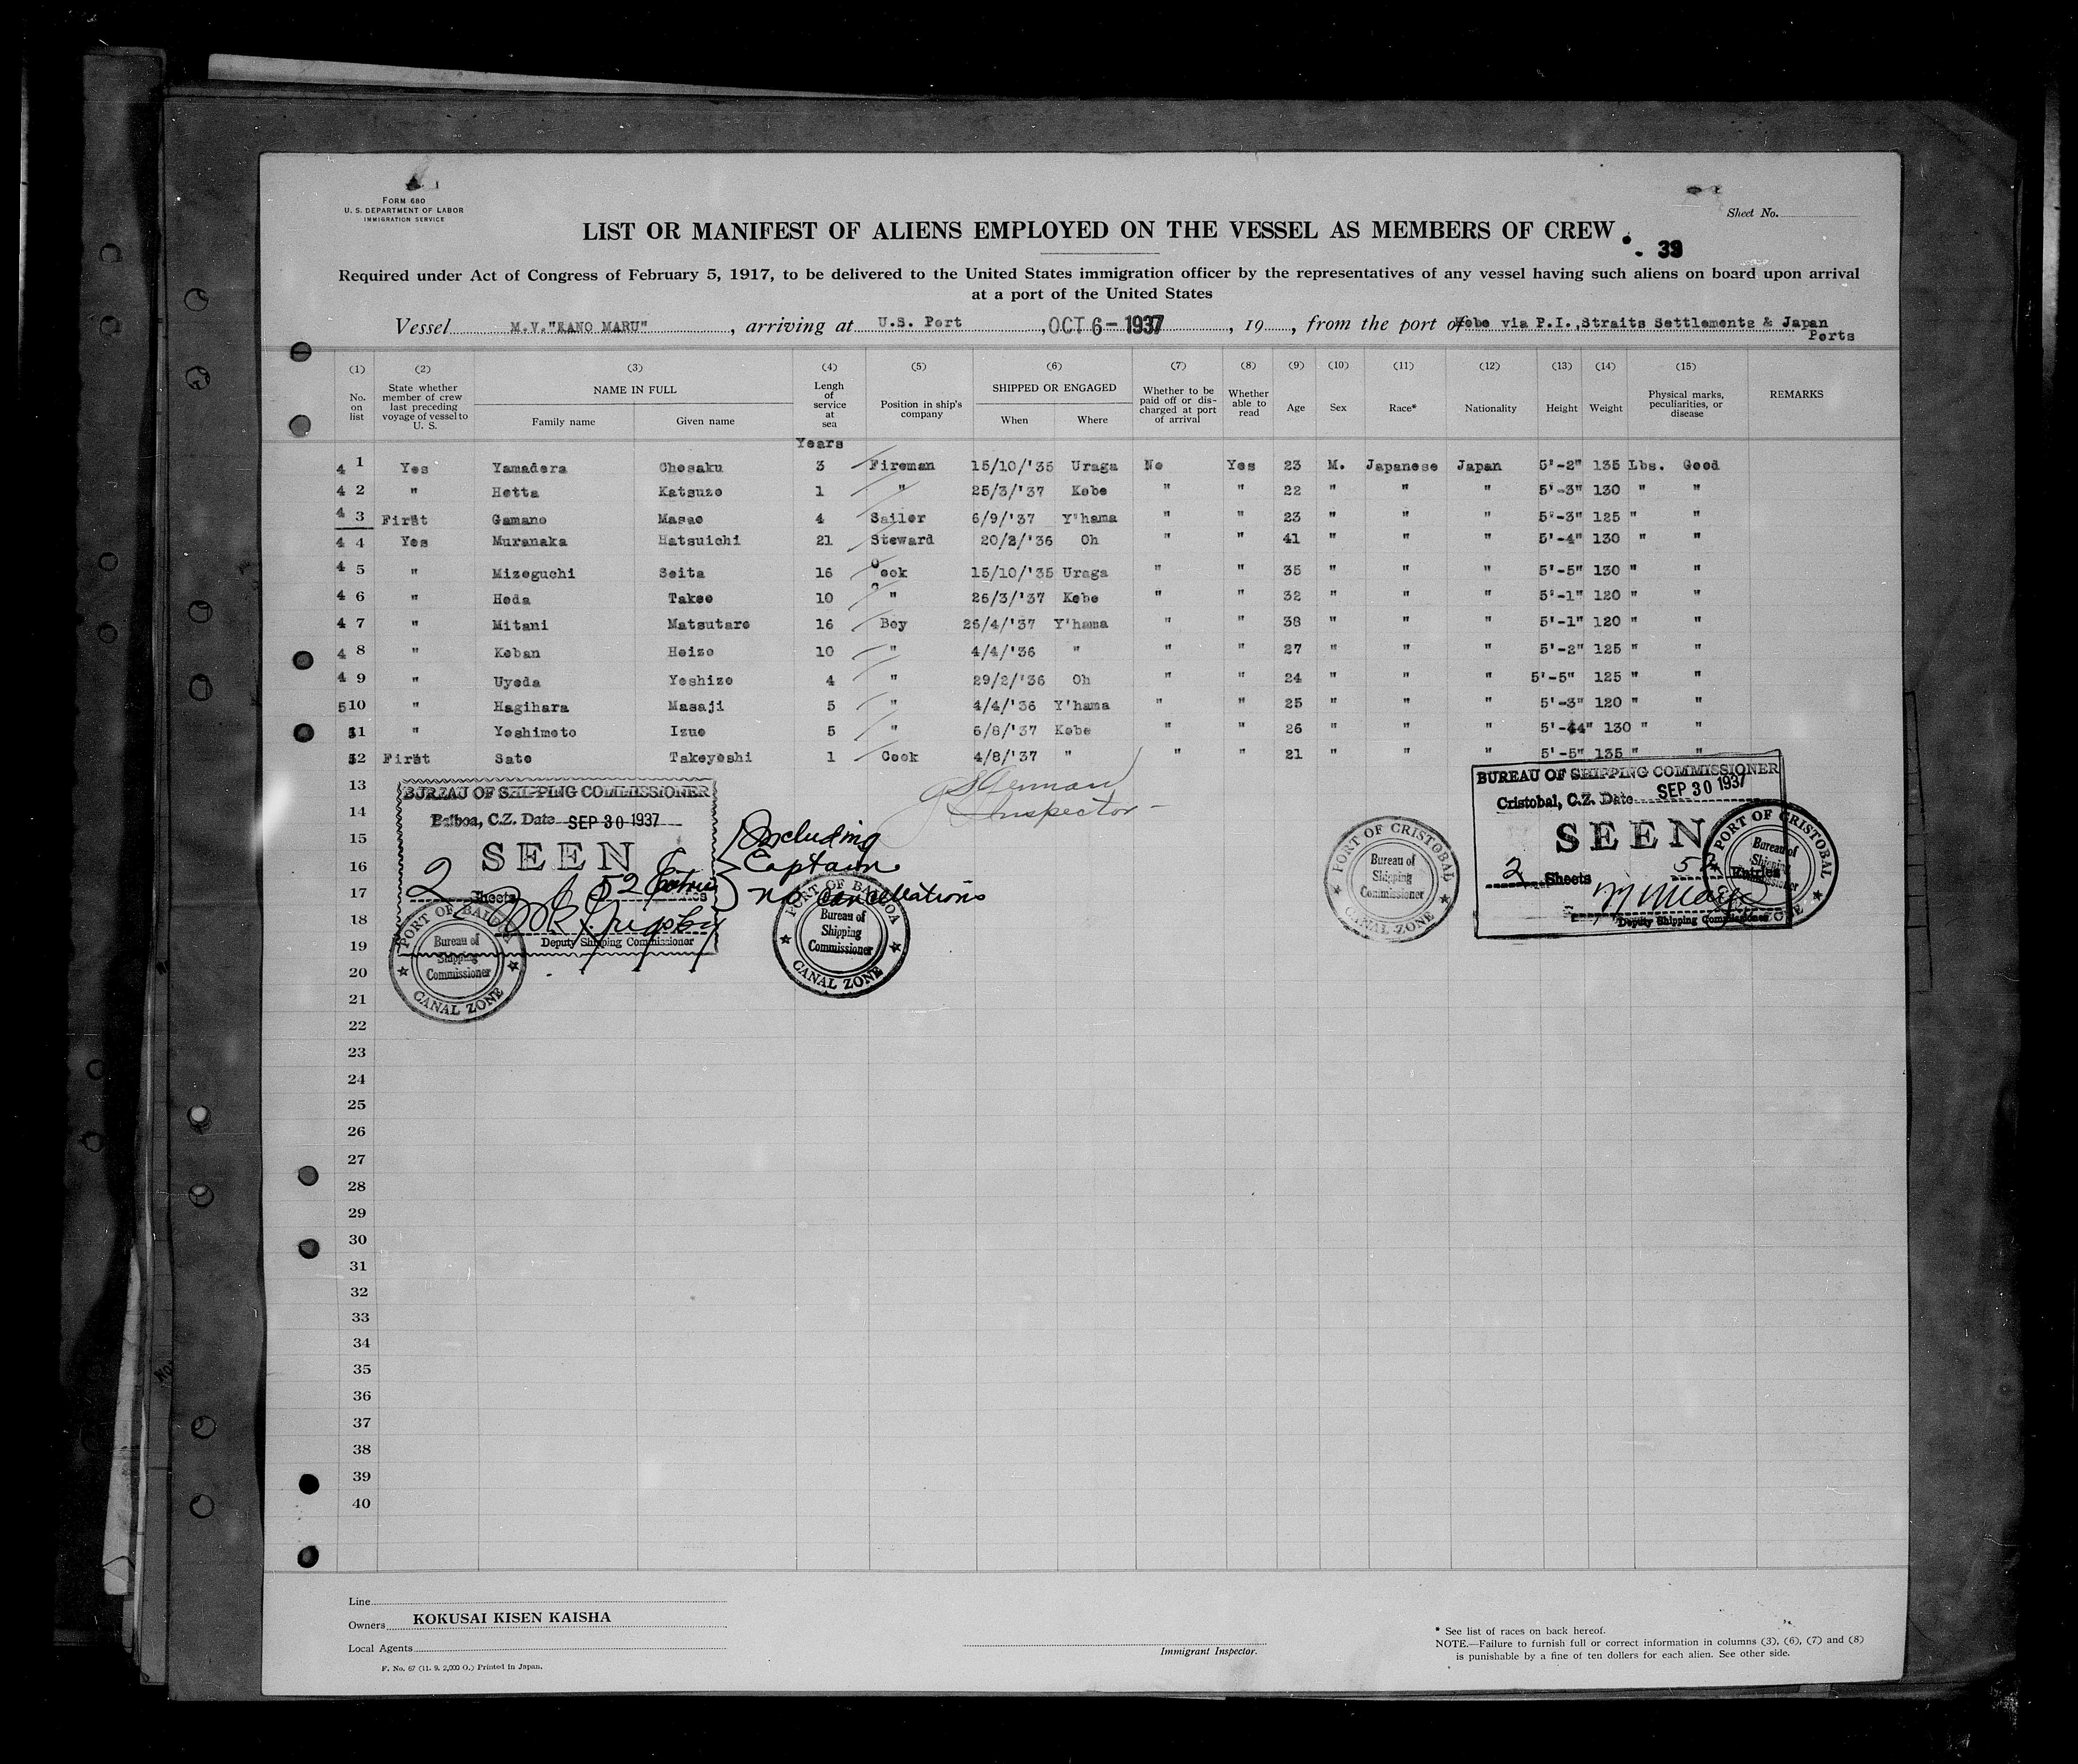 FORM 680
U. S. DEPARTMENT OF LABOR
IMMIGRATION SERVICE
Sheet No.
LIST OR MANIFEST OF ALIENS EMPLOYED ON THE VESSEL AS MEMBERS OF CREW
39
Required under Act of Congress of February 5, 1917, to be delivered to the United States immigration officer by the representatives of any vessel having such aliens on board upon arrival
at a port of the United States
Vessel M.V."KANO MARU", arriving at U.S. Port, OCT 6-1937, 19, from the port of Kobe via P.I.,Straits Settlements & Japan
Ports
(1) (2) (3) (4) (5) (6) (7) (8) (9) (10) (11) (12) (13) (14) (15)
No. on list State whether member of crew last preceding voyage of vessel to U. S. NAME IN FULL Family name Given name Lengh of service at sea Position in ship's company SHIPPED OR ENGAGED When Where Whether to be paid off or discharged at port of arrival Whether able to read Age Sex Race* Nationality Height Weight Physical marks, peculiarities, or disease REMARKS
Years
4 1 Yes Yamadera Chosaku 3 Fireman 15/10/'35 Uraga No Yes 23 M. Japanese Japan 5'-2" 135 Lbs. Good
4 2 " Hotta Katsuzo 1 " 25/3/'37 Kobe " " 22 " " " 5'-3" 130 " "
4 3 First Gamano Masao 4 Sailor 6/9/'37 Y'hama " " 23 " " " 5'-3" 125 " "
4 4 Yes Muranaka Hatsuichi 21 Steward 20/2/'36 Oh " " 41 " " " 5'-4" 130 " "
4 5 " Mizoguchi Seita 16 Cook 15/10/'35 Uraga " " 35 " " " 5'-5" 130 " "
4 6 " Hoda Takeo 10 " 26/3/'37 Kobe " " 32 " " " 5'-1" 120 " "
4 7 " Mitani Matsutaro 16 Boy 26/4/'37 Y'hama " " 38 " " " 5'-1" 120 " "
4 8 " Koban Heizo 10 " 4/4/'36 " " " 27 " " " 5'-2" 125 " "
4 9 " Uyeda Yoshizo 4 " 29/2/'36 Oh " " 24 " " " 5'-5" 125 " "
510 " Hagihara Masaji 5 " 4/4/'36 Y'hama " " 25 " " " 5'-3" 120 " "
51 " Yoshimoto Izuo 5 " 6/8/'37 Kobe " " 26 " " " 5'-44" 130 " "
52 First Sato Takeyoshi 1 Cook 4/8/'37 " " " 21 " " " 5'-5" 135 " "
13
14
15
16
17
18
19
20
21
22
23
24
25
26
27
28
29
30
31
32
33
34
35
36
37
38
39
40
BUREAU OF SHIPPING COMMISSIONER
Balboa, C.Z. Date SEP 30 1937
SEEN
2 Sheets 52
Deputy Shipping Commissioner
Including
Captain
no cancellations
Inspector
PORT OF BALBOA
Bureau of
Shipping
Commissioner
CANAL ZONE
PORT OF BALBOA
Bureau of
Shipping
Commissioner
CANAL ZONE
PORT OF CRISTOBAL
Bureau of
Shipping
Commissioner
CANAL ZONE
BUREAU OF SHIPPING COMMISSIONER
Cristobal, C.Z. Date SEP 30 1937
SEEN
2 Sheets 52 Entries
Deputy Shipping Commissioner
PORT OF CRISTOBAL
Bureau of
Shipping
Commissioner
Line
Owners KOKUSAI KISEN KAISHA
Local Agents
F. No. 67 (11. 9. 2,000 O.) Printed in Japan.
Immigrant Inspector.
* See list of races on back hereof.
NOTE.—Failure to furnish full or correct information in columns (3), (6), (7) and (8)
is punishable by a fine of ten dollars for each alien. See other side.